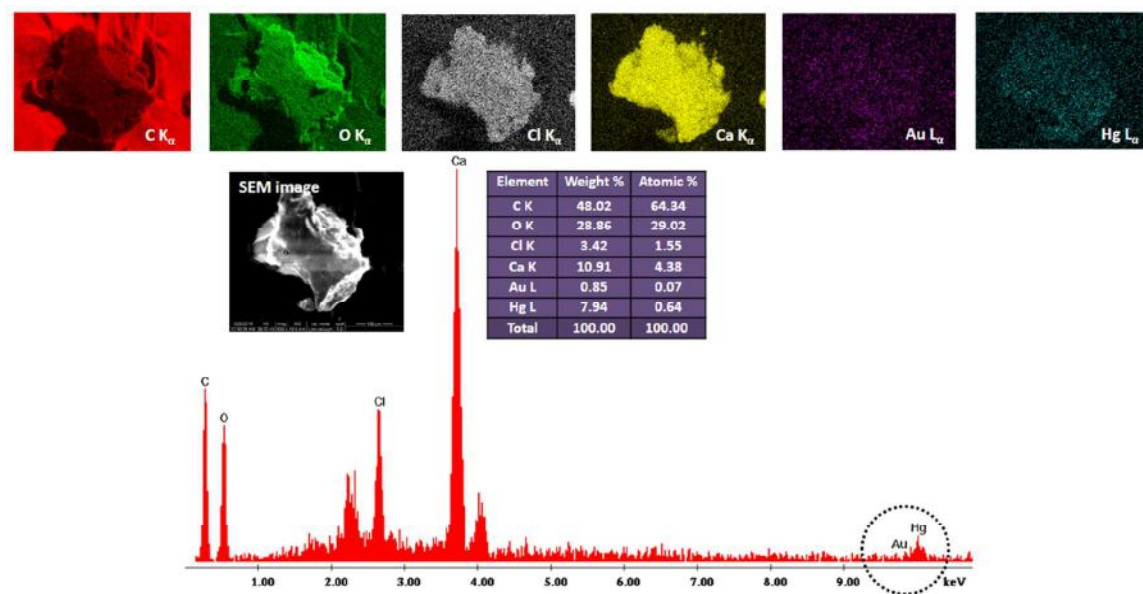 C Kα
O Kα
Cl Kα
Ca Kα
Au Lα
Hg Lα
SEM image
Element Weight % Atomic %
C K 48.02 64.34
O K 28.86 29.02
Cl K 3.42 1.55
Ca K 10.91 4.38
Au L 0.85 0.07
Hg L 7.94 0.64
Total 100.00 100.00
Ca
C
O
Cl
Hg
Au
1.00 2.00 3.00 4.00 5.00 6.00 7.00 8.00 9.00 keV